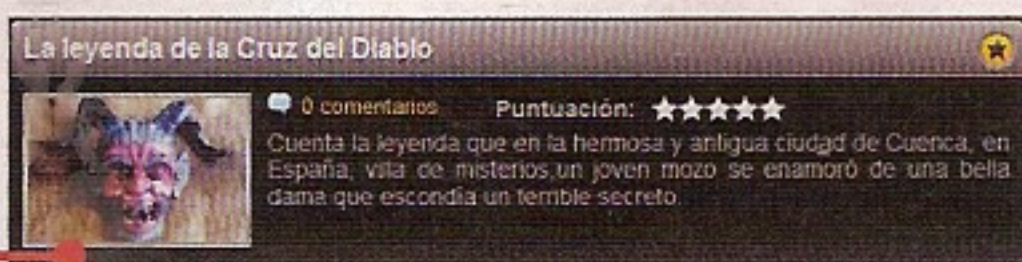 La leyenda de la Cruz del Diablo
0 comentarios Puntuación:
Cuenta la leyenda que en la hermosa y antigua ciudad de Cuenca, en
España, villa de misterios,un joven mozo se enamoró de una bella
dama que escondía un terrible secreto.